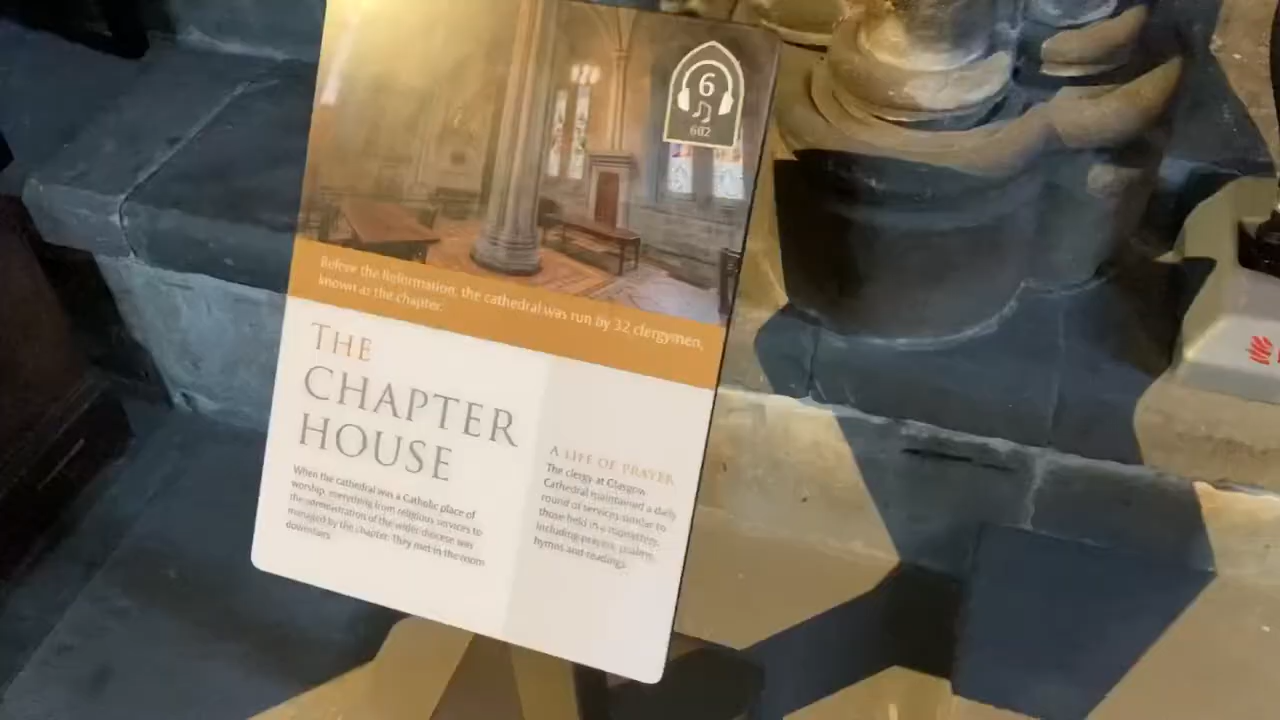 6
602
Before the Reformation, the cathedral was run by 32 clergymen,
known as the chapter.
THE
CHAPTER
HOUSE
When the cathedral was a Catholic place of
worship, everything from religious services to
the administration of the wider diocese was
managed by the chapter. They met in the room
downstairs.
A LIFE OF PRAYER
The clergy at Glasgow
Cathedral maintained a daily
round of services similar to
those held in a monastery,
including prayers, psalms,
hymns and readings.